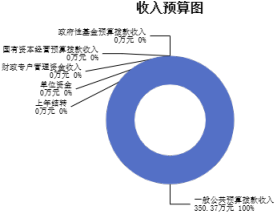 收入预算图
政府性基金预算拨款收入
0万元 0%
国有资本经营预算拨款收入
0万元 0%
财政专户管理资金收入
0万元 0%
单位资金
0万元 0%
上年结转
0万元 0%
一般公共预算拨款收入
350.37万元 100%